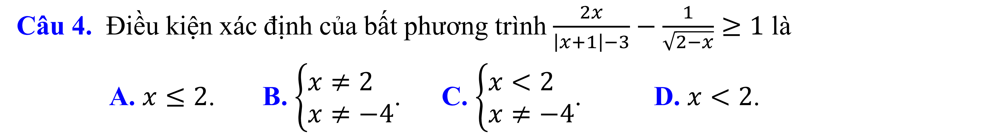 Câu 4. Điều kiện xác định của bất phương trình $\frac{2x}{|x+1|-3} - \frac{1}{\sqrt{2-x}} \geq 1$ là
A. $x \leq 2$. B. $\begin{cases} x \neq 2 \\ x \neq -4 \end{cases}$. C. $\begin{cases} x < 2 \\ x \neq -4 \end{cases}$. D. $x < 2$.